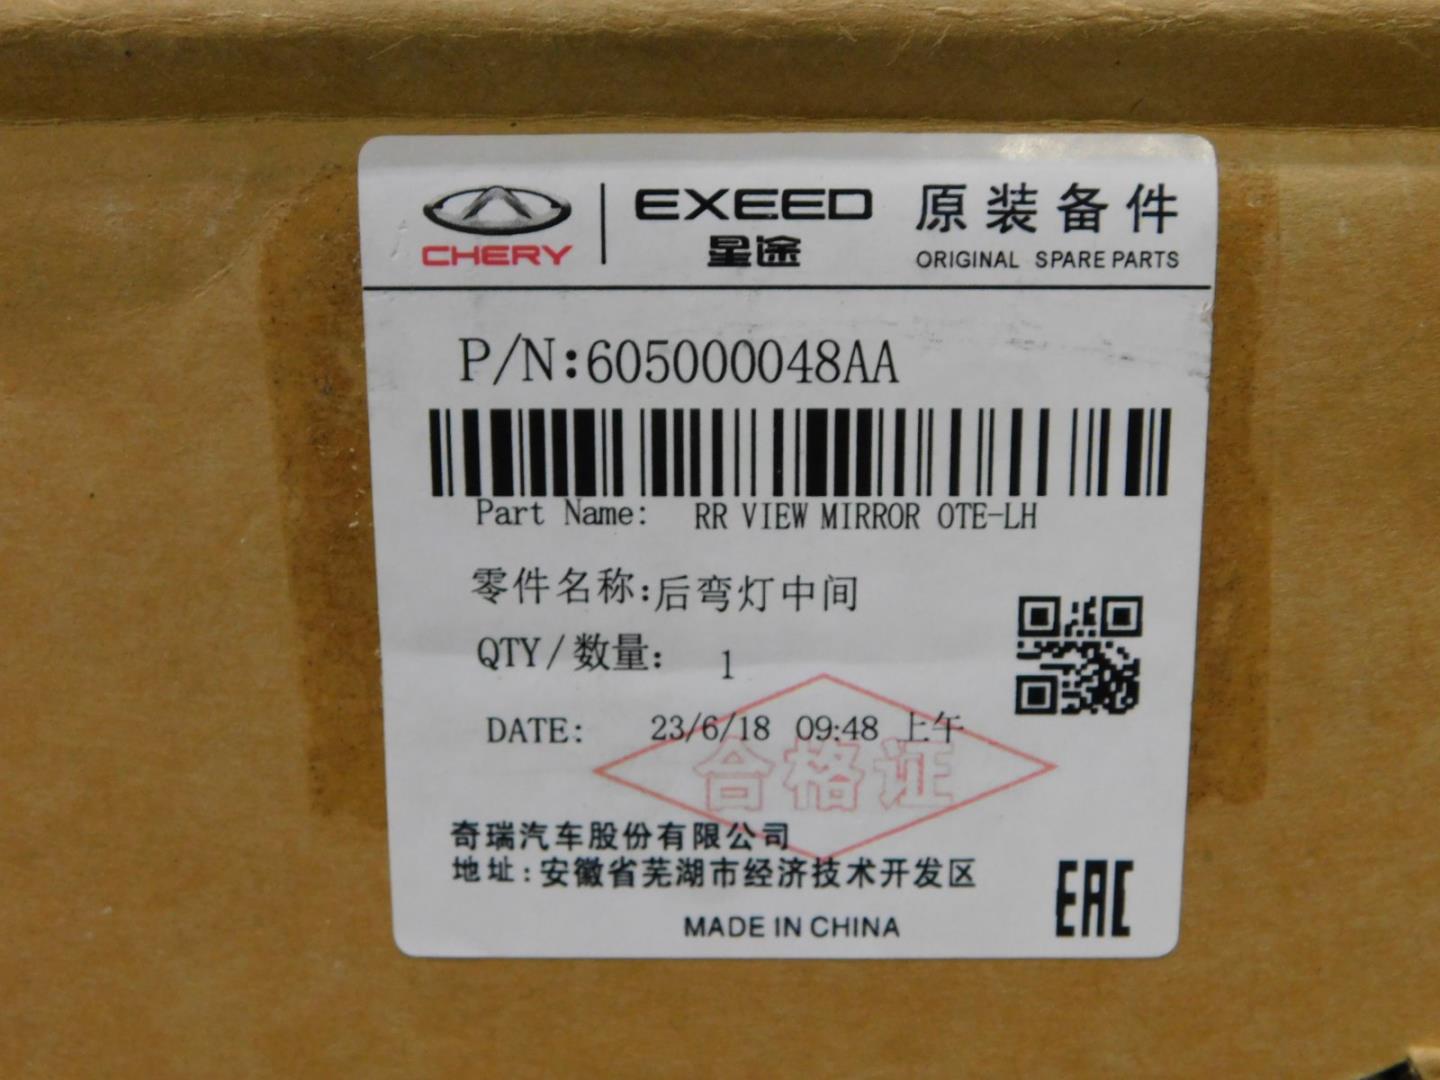 CHERY
EXEED
星途
原装备件
ORIGINAL SPARE PARTS
P/N:605000048AA
Part Name: RR VIEW MIRROR OTE-LH
零件名称:后弯灯中间
QTY/数量: 1
DATE: 23/6/18 09:48 上午
合格证
奇瑞汽车股份有限公司
地址:安徽省芜湖市经济技术开发区
EAC
MADE IN CHINA